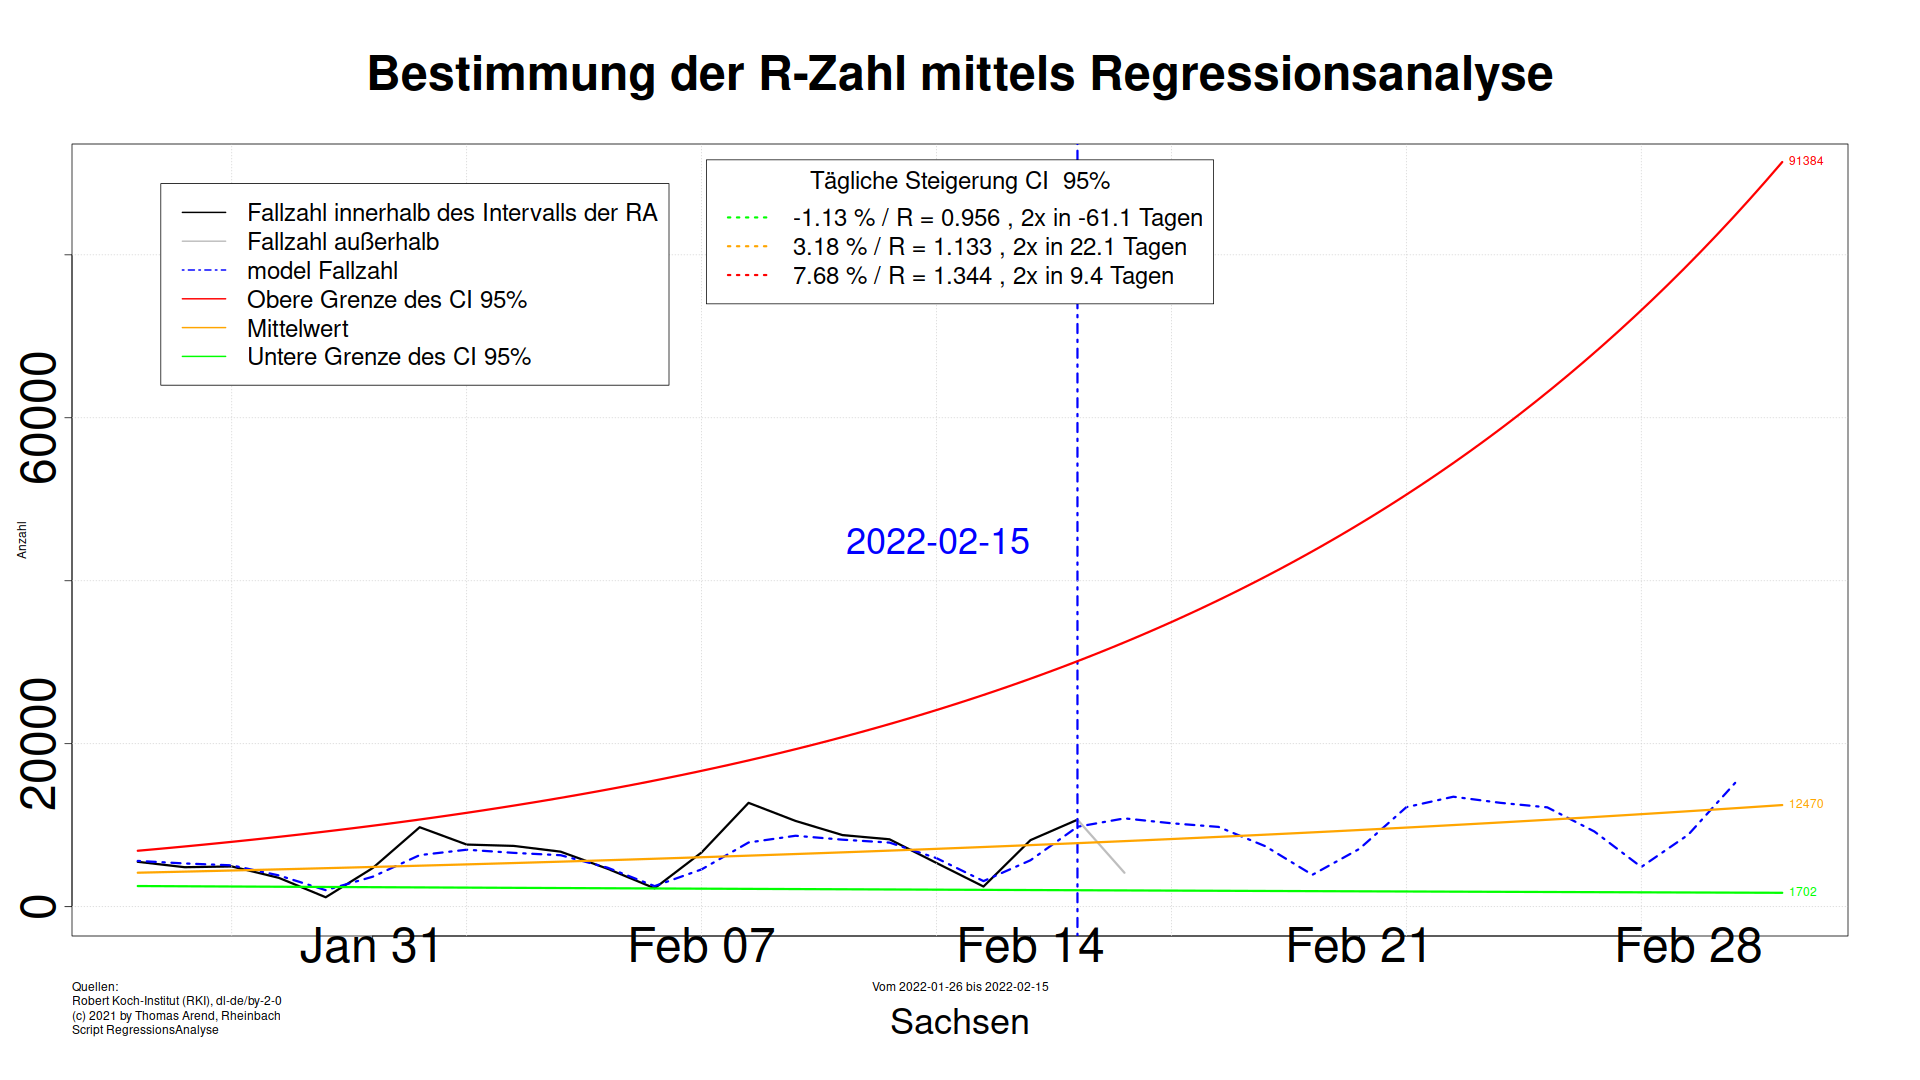 Bestimmung der R-Zahl mittels Regressionsanalyse
Fallzahl innerhalb des Intervalls der RA
Fallzahl außerhalb
model Fallzahl
Obere Grenze des CI 95%
Mittelwert
Untere Grenze des CI 95%
Tägliche Steigerung CI  95%
-1.13 % / R = 0.956 , 2x in -61.1 Tagen
3.18 % / R = 1.133 , 2x in 22.1 Tagen
7.68 % / R = 1.344 , 2x in 9.4 Tagen
91384
2022-02-15
12470
1702
Anzahl
60000
20000
0
Jan 31
Feb 07
Feb 14
Feb 21
Feb 28
Vom 2022-01-26 bis 2022-02-15
Sachsen
Quellen:
Robert Koch-Institut (RKI), dl-de/by-2-0
(c) 2021 by Thomas Arend, Rheinbach
Script RegressionsAnalyse